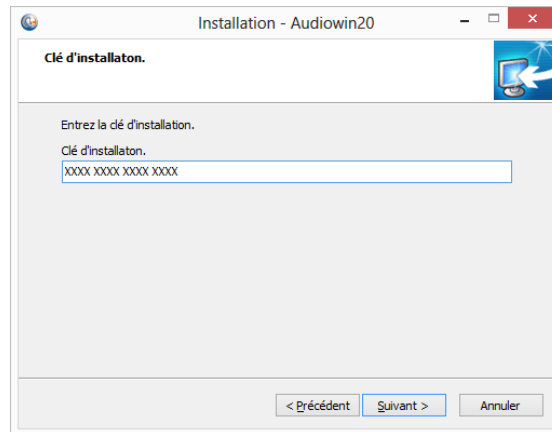 Installation - Audiowin20
Clé d'installaton.
Entrez la clé d'installation.
Clé d'installaton.
XXXX XXXX XXXX XXXX
< Précédent
Suivant >
Annuler